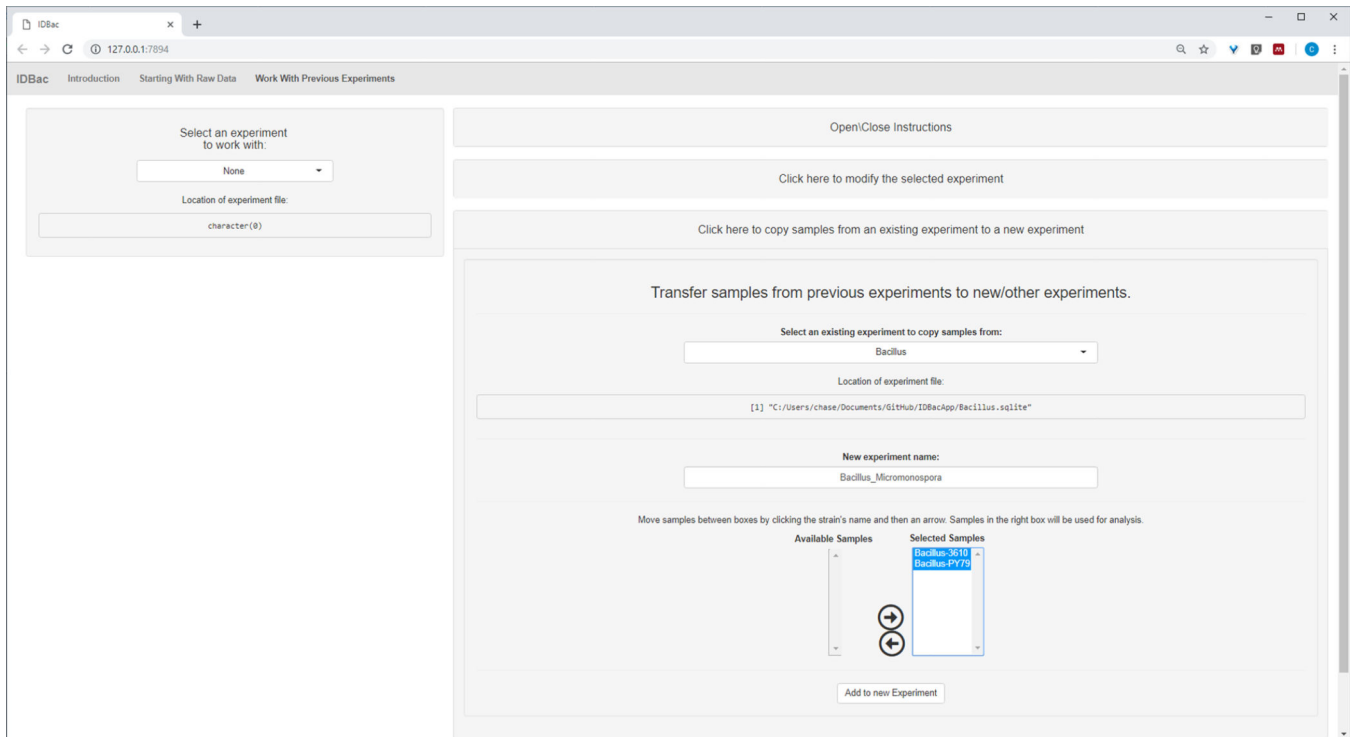 IDBac
127.0.0.1:7894
IDBac Introduction Starting With Raw Data Work With Previous Experiments
Select an experiment
to work with:
None
Location of experiment file:
character(0)
Open\Close Instructions
Click here to modify the selected experiment
Click here to copy samples from an existing experiment to a new experiment
Transfer samples from previous experiments to new/other experiments.
Select an existing experiment to copy samples from:
Bacillus
Location of experiment file:
[1] "C:/Users/chase/Documents/GitHub/IDBacApp/Bacillus.sqlite"
New experiment name:
Bacillus_Micromonospora
Move samples between boxes by clicking the strain's name and then an arrow. Samples in the right box will be used for analysis.
Available Samples
Selected Samples
Bacillus-3610
Bacillus-PY79
Add to new Experiment